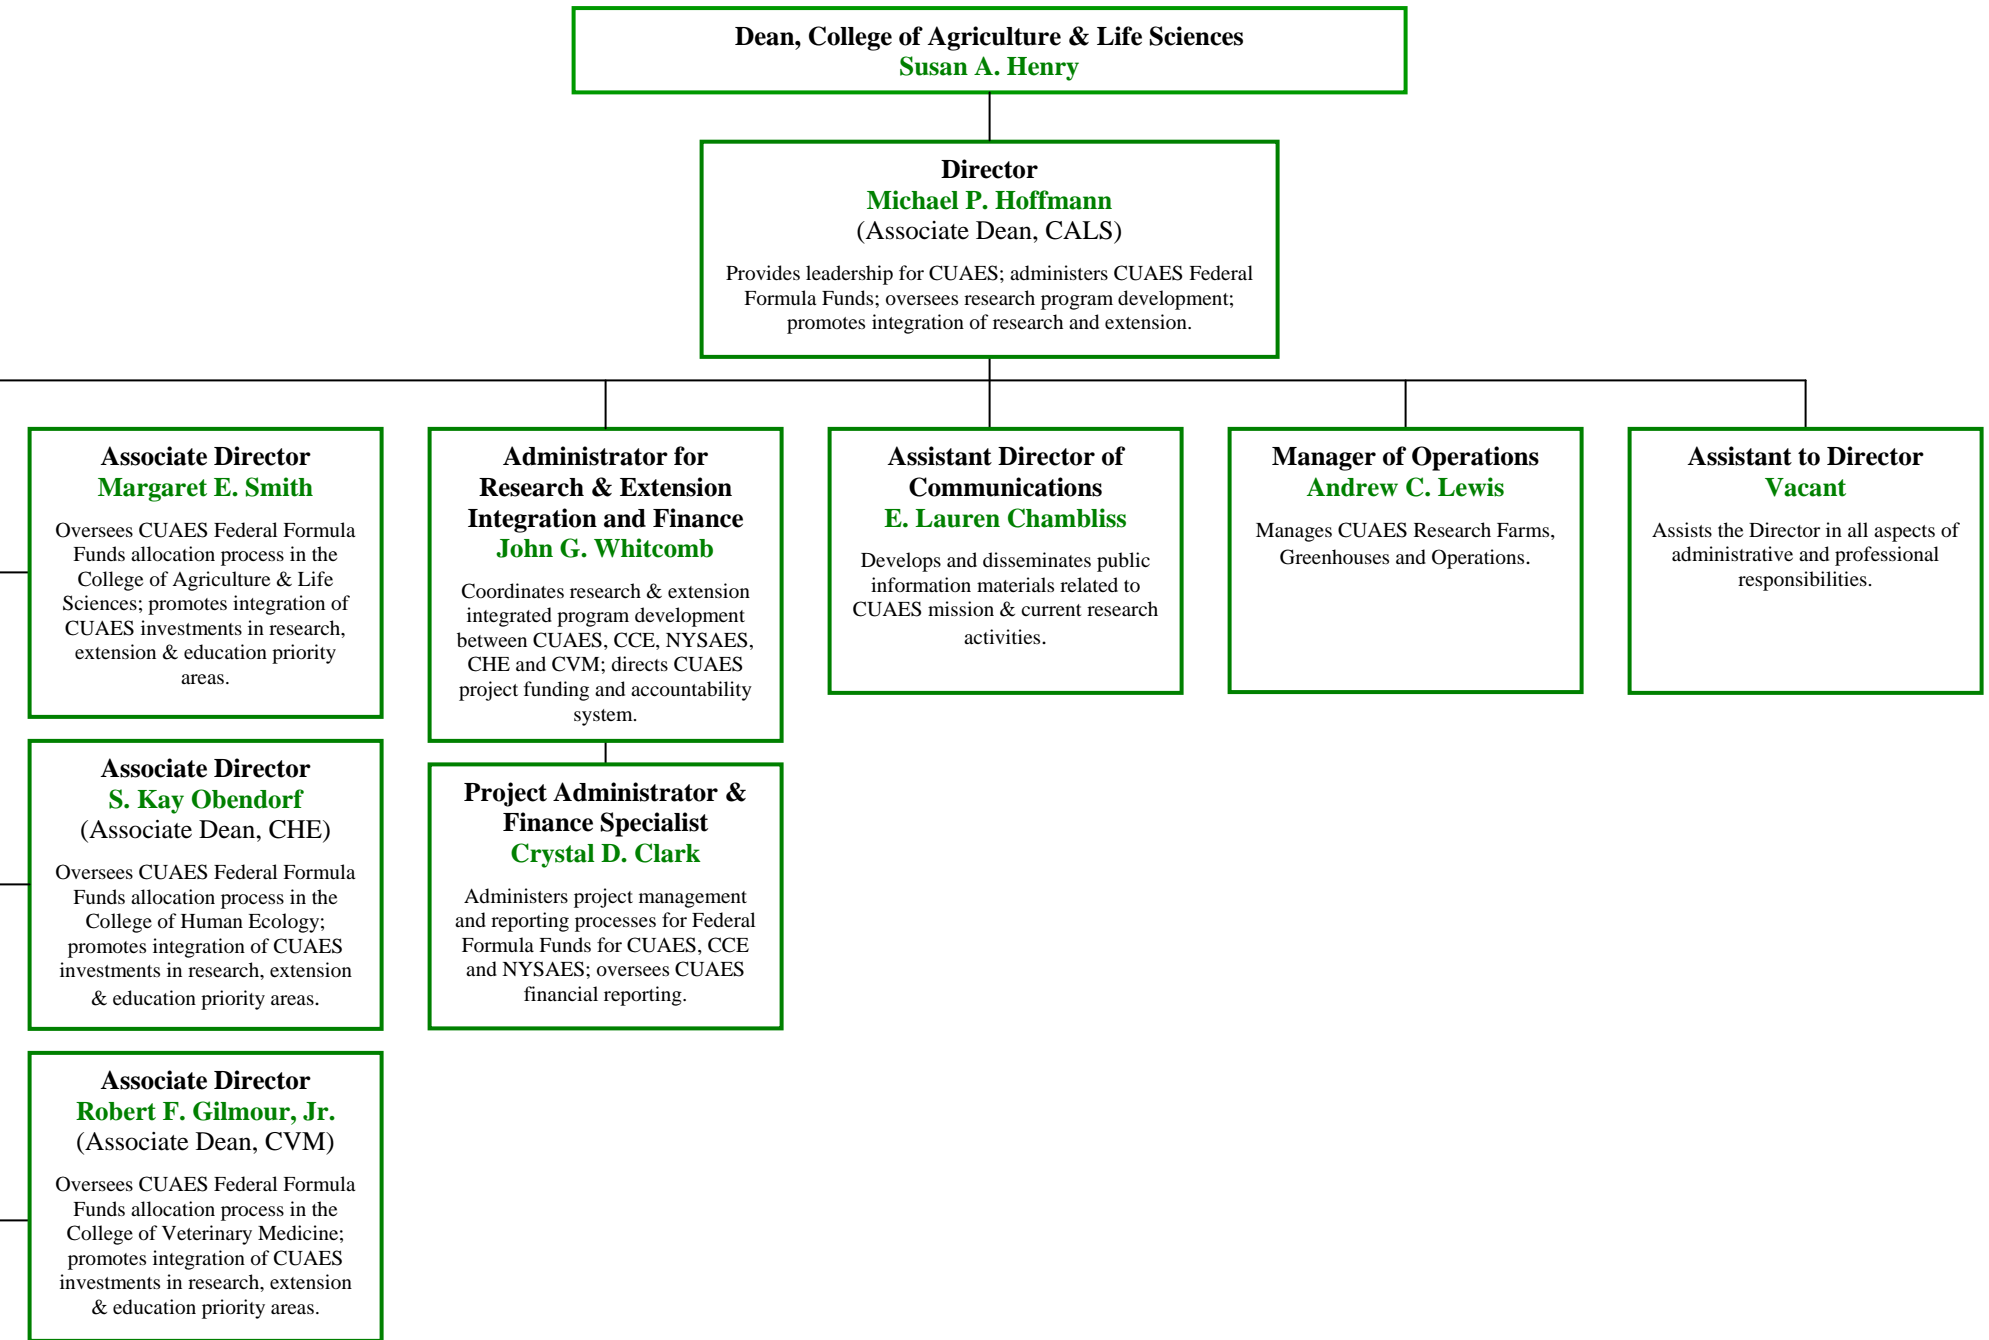 Dean, College of Agriculture & Life Sciences
Susan A. Henry
Director
Michael P. Hoffmann
(Associate Dean, CALS)
Provides leadership for CUAES; administers CUAES Federal
Formula Funds; oversees research program development;
promotes integration of research and extension.
Associate Director
Margaret E. Smith
Oversees CUAES Federal Formula
Funds allocation process in the
College of Agriculture & Life
Sciences; promotes integration of
CUAES investments in research,
extension & education priority
areas.
Associate Director
S. Kay Obendorf
(Associate Dean, CHE)
Oversees CUAES Federal Formula
Funds allocation process in the
College of Human Ecology;
promotes integration of CUAES
investments in research, extension
& education priority areas.
Associate Director
Robert F. Gilmour, Jr.
(Associate Dean, CVM)
Oversees CUAES Federal Formula
Funds allocation process in the
College of Veterinary Medicine;
promotes integration of CUAES
investments in research, extension
& education priority areas.
Administrator for
Research & Extension
Integration and Finance
John G. Whitcomb
Coordinates research & extension
integrated program development
between CUAES, CCE, NYSAES,
CHE and CVM; directs CUAES
project funding and accountability
system.
Project Administrator &
Finance Specialist
Crystal D. Clark
Administers project management
and reporting processes for Federal
Formula Funds for CUAES, CCE
and NYSAES; oversees CUAES
financial reporting.
Assistant Director of
Communications
E. Lauren Chambliss
Develops and disseminates public
information materials related to
CUAES mission & current research
activities.
Manager of Operations
Andrew C. Lewis
Manages CUAES Research Farms,
Greenhouses and Operations.
Assistant to Director
Vacant
Assists the Director in all aspects of
administrative and professional
responsibilities.